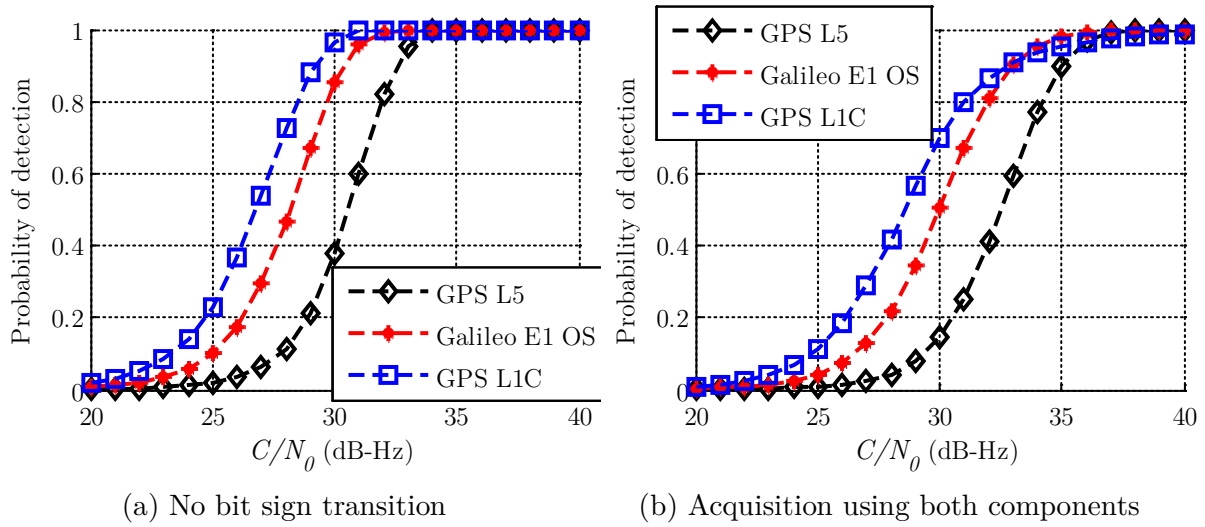 Probability of detection
1
0.8
0.6
0.4
0.2
0
20
25
30
35
40
C/N0 (dB-Hz)
GPS L5
Galileo E1 OS
GPS L1C
(a) No bit sign transition
Probability of detection
1
0.6
0.4
0.2
0
20
25
30
35
40
C/N0 (dB-Hz)
GPS L5
Galileo E1 OS
GPS L1C
(b) Acquisition using both components